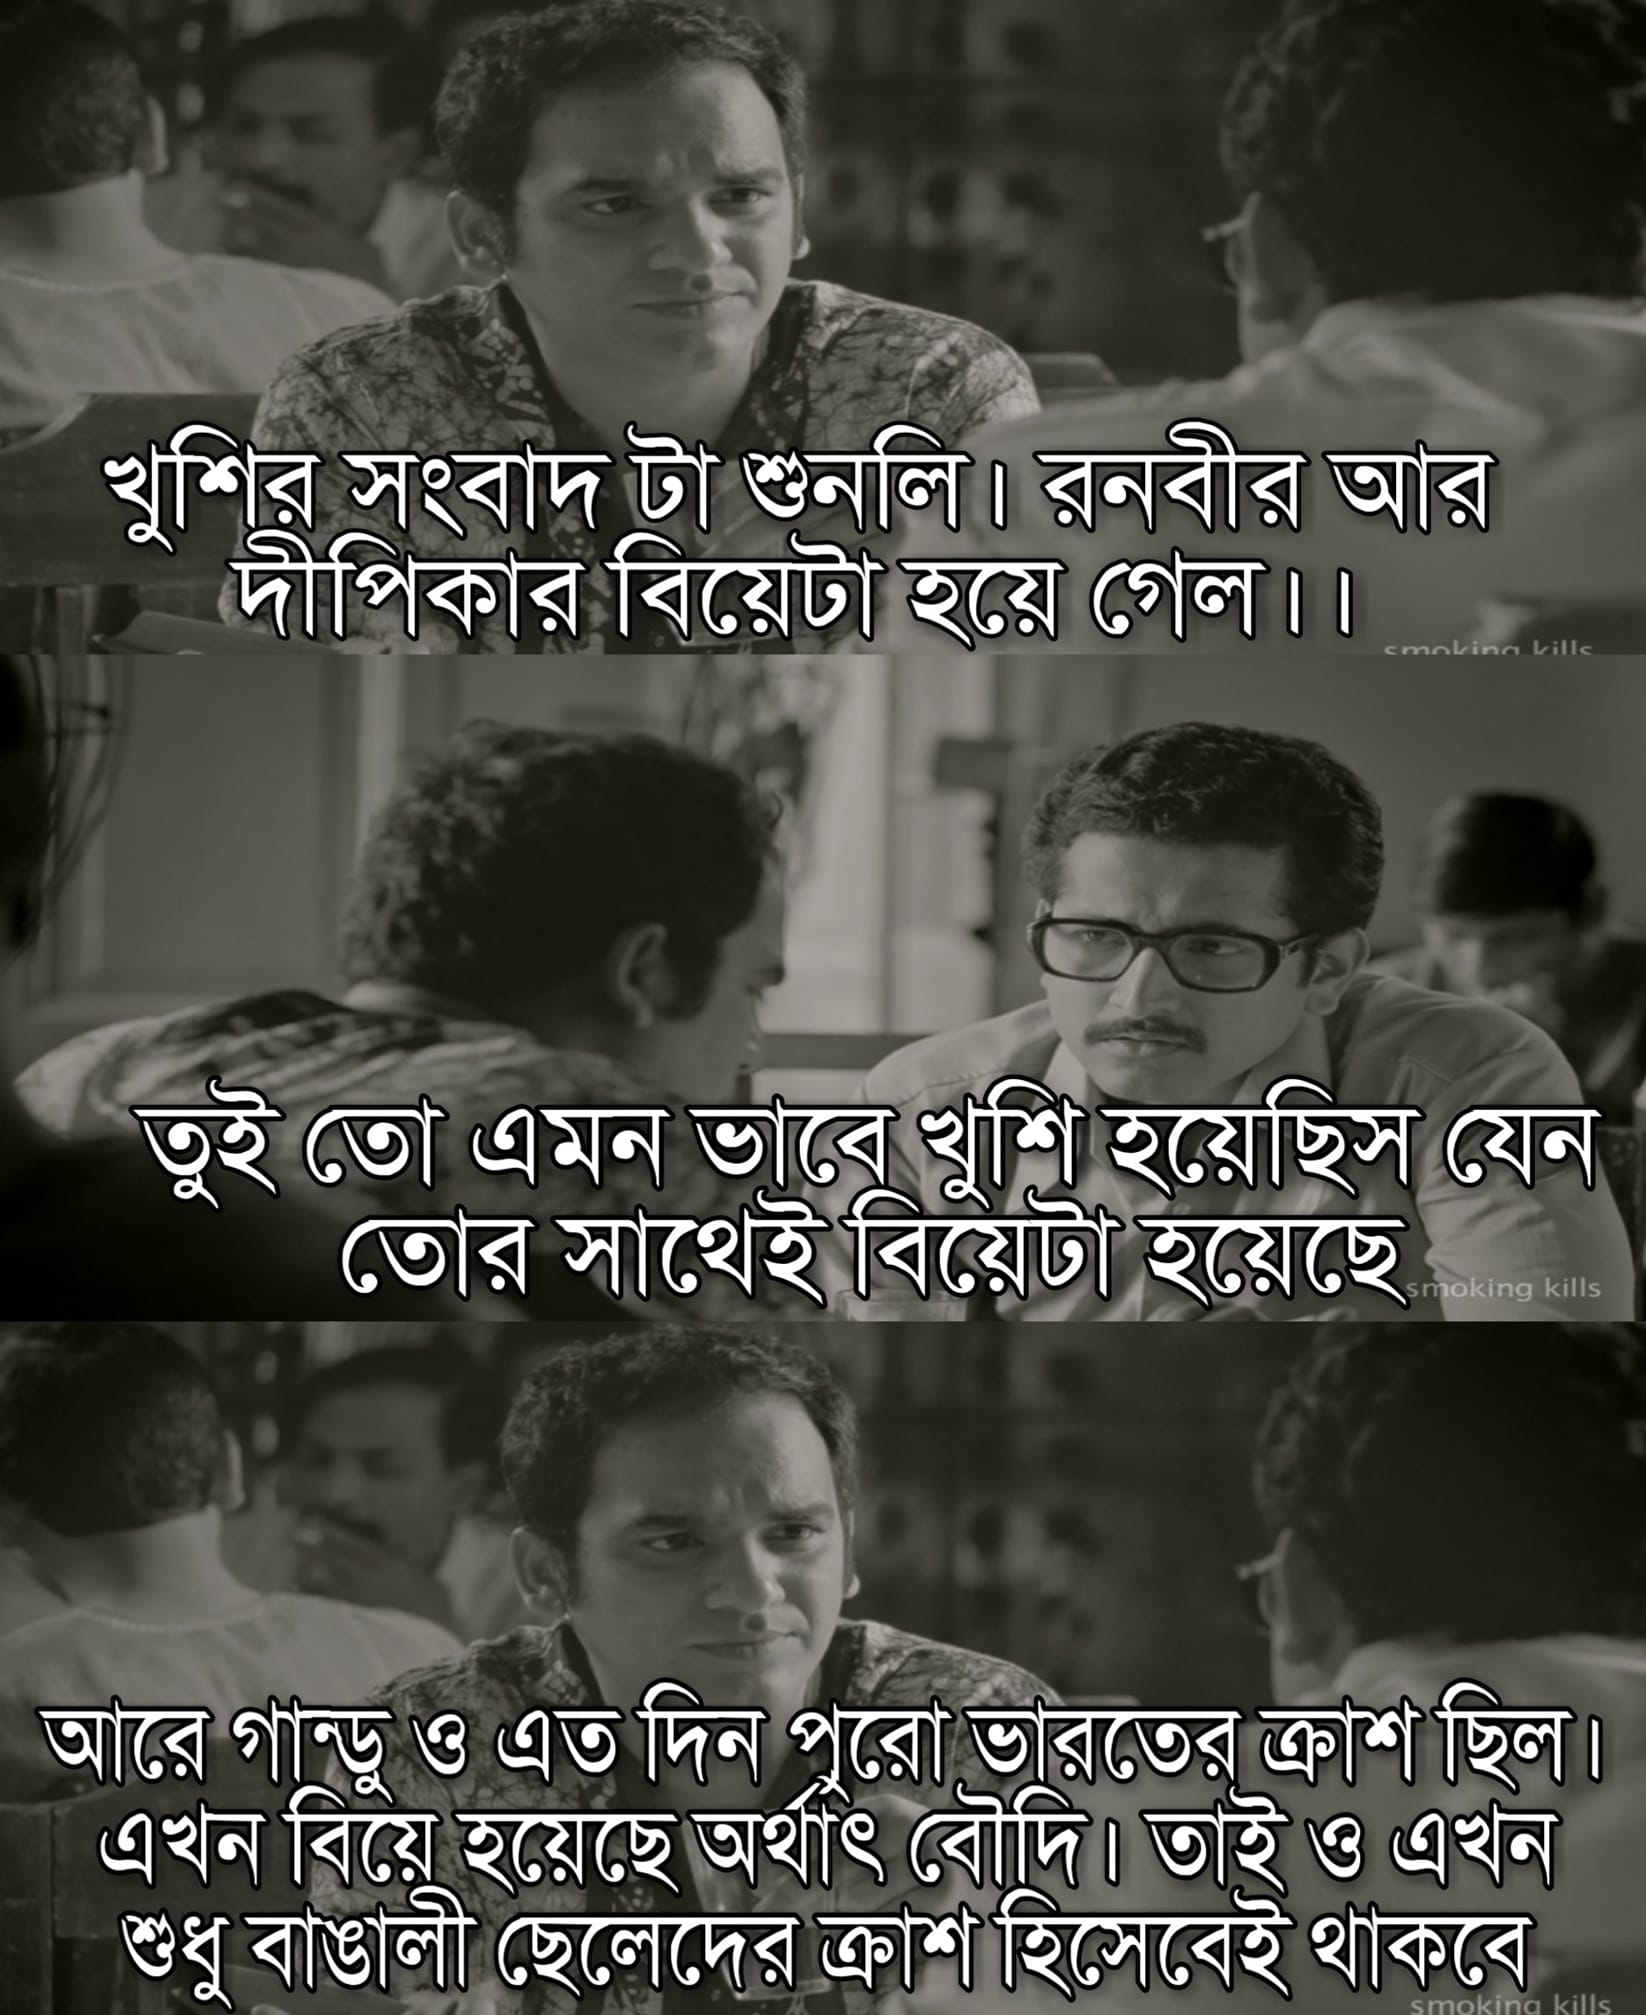 খুশির সংবাদ টা শুনলি। রনবীর আর
দীপিকার বিয়েটা হয়ে গেল।।
smoking kills
তুই তো এমন ভাবে খুশি হয়েছিস যেন
তোর সাথেই বিয়েটা হয়েছে
smoking kills
আরে গান্ডু ও এত দিন পুরো ভারতের ক্রাশ ছিল।
এখন বিয়ে হয়েছে অর্থাৎ বৌদি। তাই ও এখন
শুধু বাঙালী ছেলেদের ক্রাশ হিসেবেই থাকবে
smoking kills